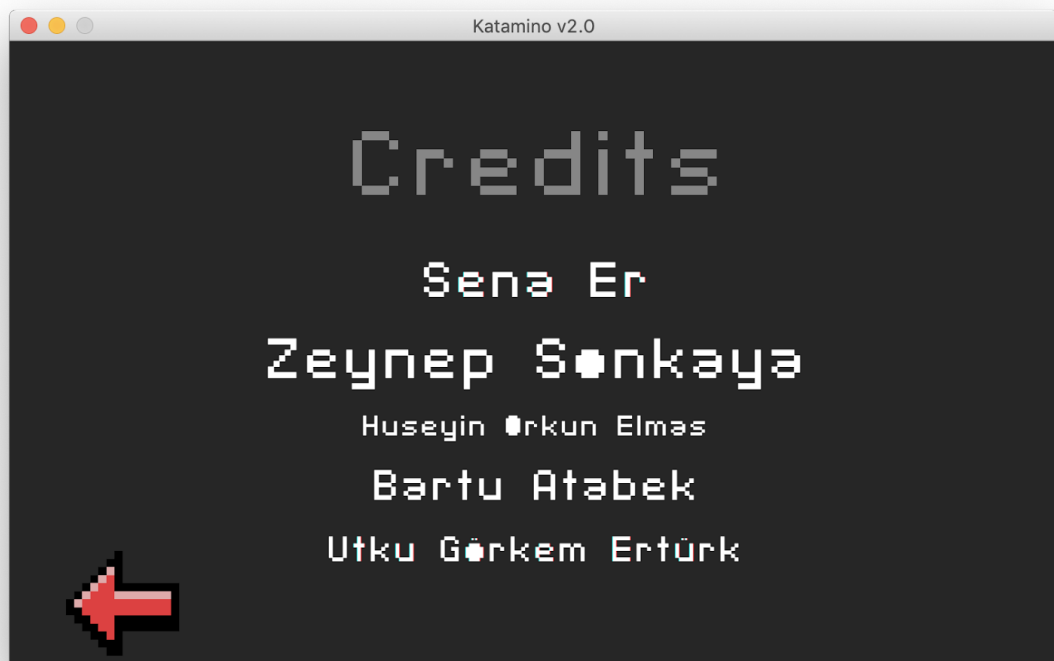 Katamino v2.0
Credits
Sena Er
Zeynep Sonkaya
Huseyin Orkun Elmas
Bartu Atabek
Utku Görkem Ertürk